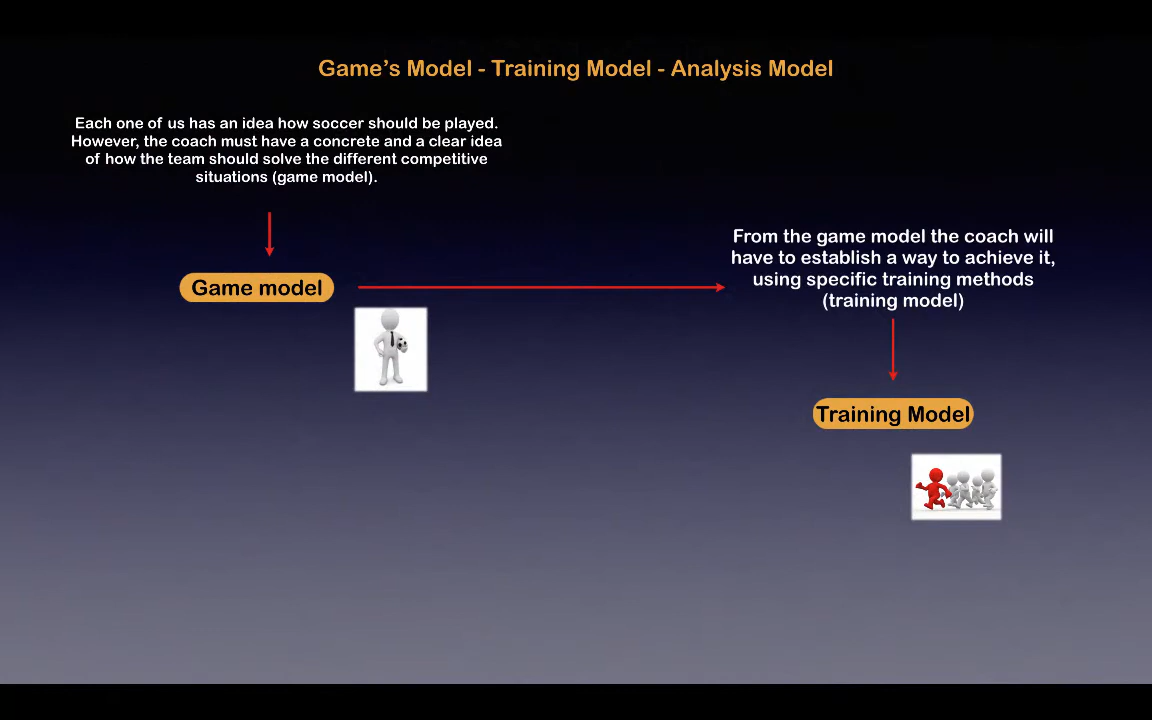 Game's Model - Training Model - Analysis Model
Each one of us has an idea how soccer should be played.
However, the coach must have a concrete and a clear idea
of how the team should solve the different competitive
situations (game model).
Game model
From the game model the coach will
have to establish a way to achieve it,
using specific training methods
(training model)
Training Model